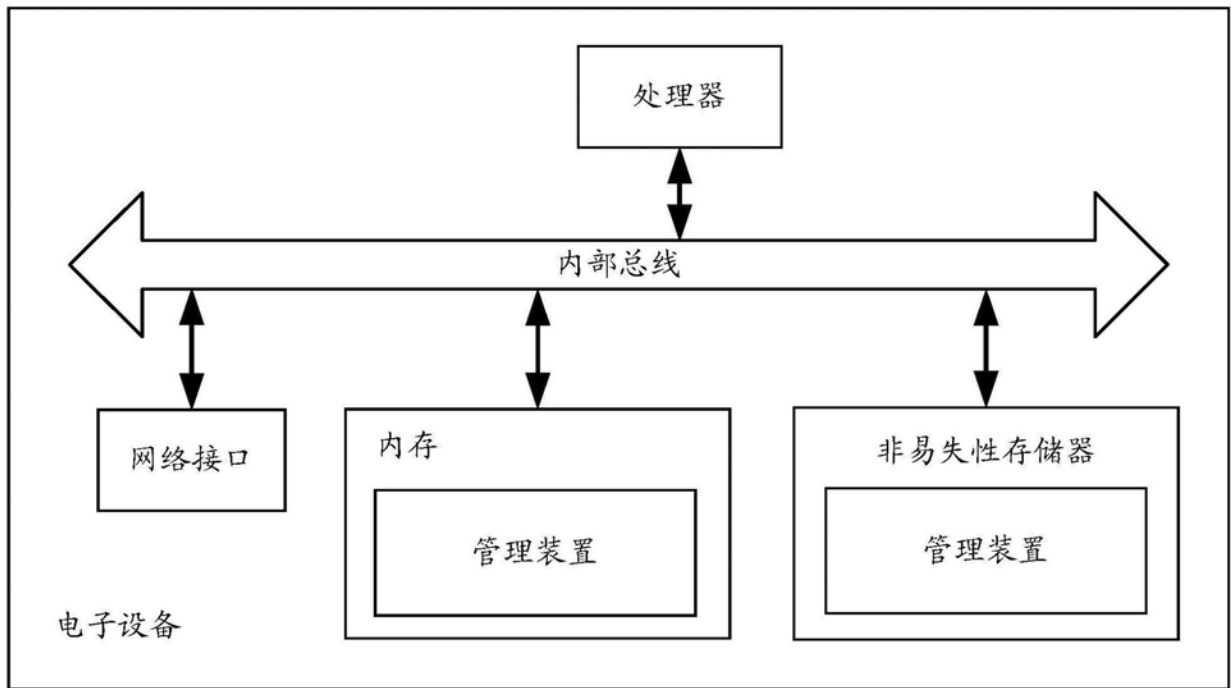 处理器
内部总线
网络接口
内存
管理装置
非易失性存储器
管理装置
电子设备